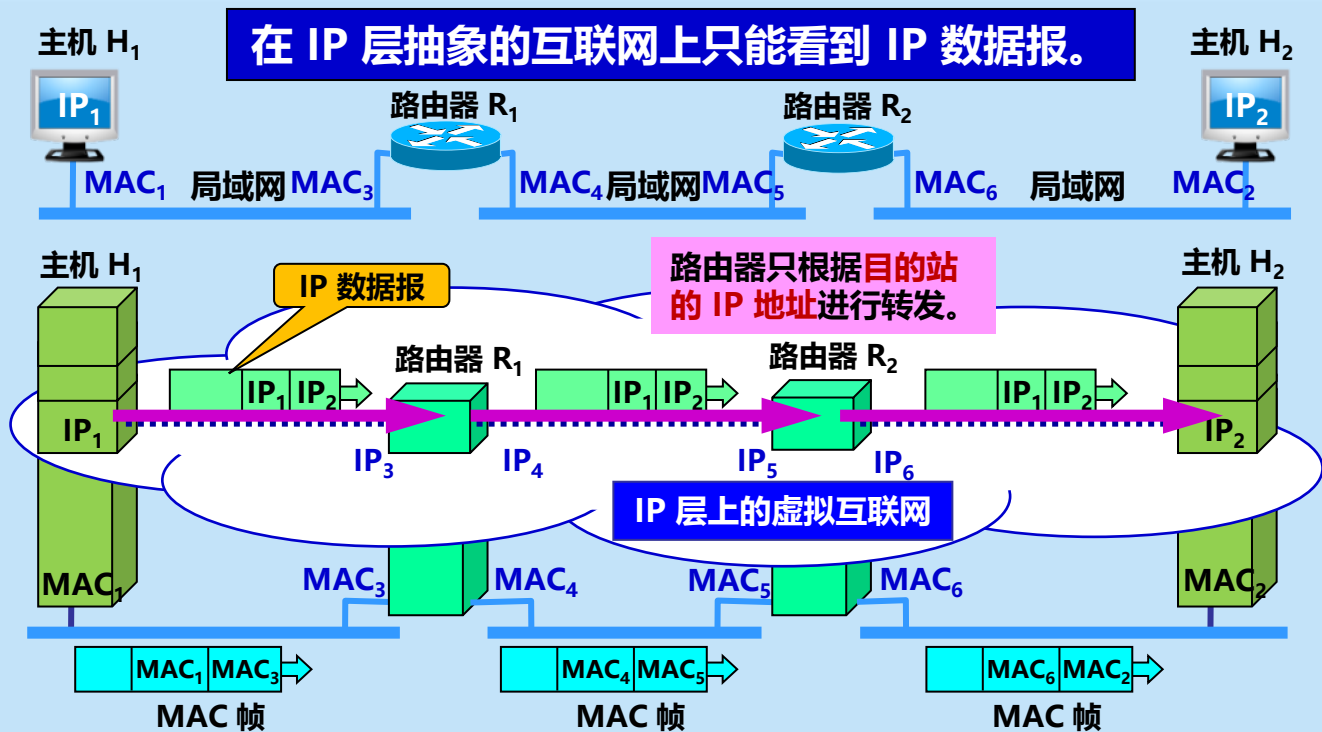 在 IP 层抽象的互联网上只能看到 IP 数据报。
主机 H₁
主机 H₂
IP₁
路由器 R₁
路由器 R₂
IP₂
MAC₁ 局域网 MAC₃
MAC₄ 局域网 MAC₅
MAC₆ 局域网 MAC₂
主机 H₁
IP 数据报
路由器只根据目的站
的 IP 地址进行转发。
主机 H₂
路由器 R₁
路由器 R₂
IP₁ IP₂
IP₁ IP₂
IP₁ IP₂
IP₁
IP₂
IP₃
IP₄
IP₅
IP₆
IP 层上的虚拟互联网
MAC₁
MAC₃
MAC₄
MAC₅
MAC₆
MAC₂
MAC₁ MAC₃
MAC₄ MAC₅
MAC₆ MAC₂
MAC 帧
MAC 帧
MAC 帧